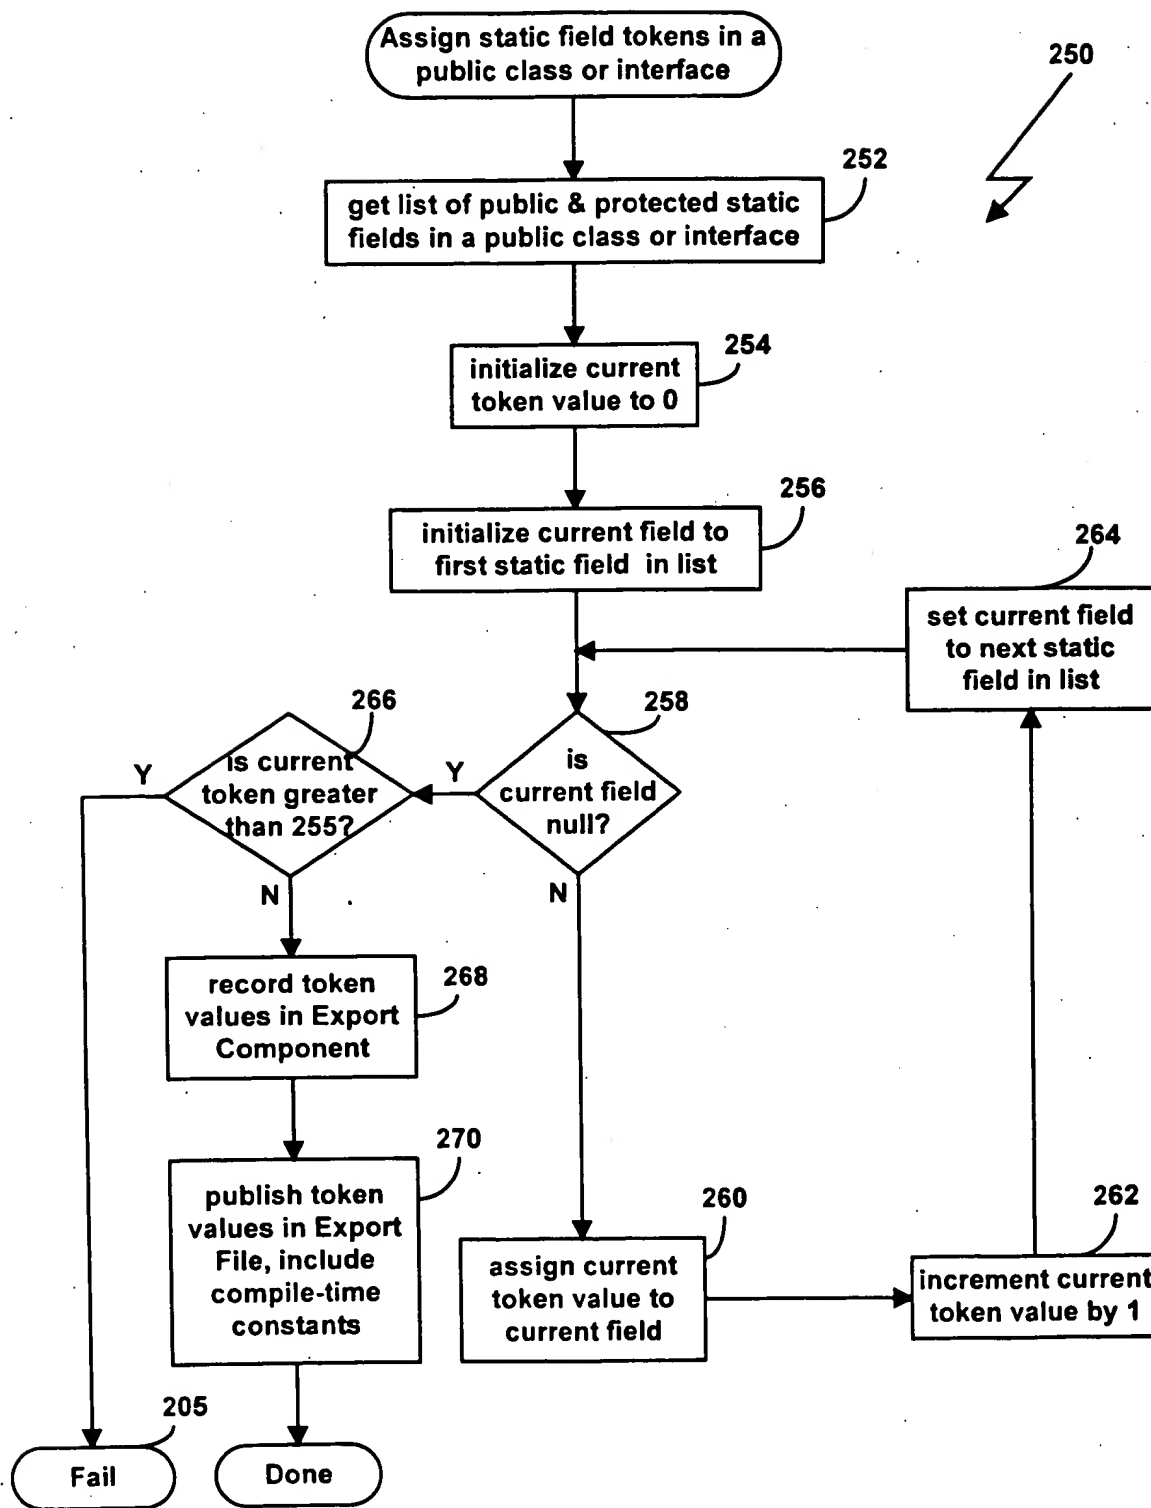 Assign static field tokens in a
public class or interface
250
252
get list of public & protected static
fields in a public class or interface
254
initialize current
token value to 0
256
initialize current field to
first static field in list
264
set current field
to next static
field in list
266
is current
token greater
than 255?
Y
N
258
is
current field
null?
Y
N
268
record token
values in Export
Component
270
publish token
values in Export
File, include
compile-time
constants
260
assign current
token value to
current field
262
increment current
token value by 1
205
Fail
Done